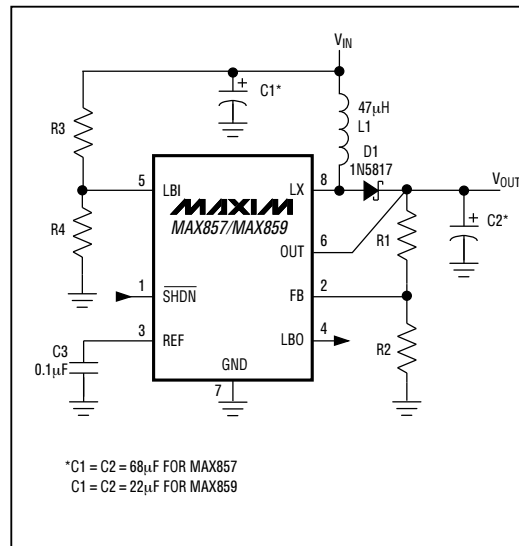 VIN
C1*
47μH
L1
R3
D1
1N5817
5
LBI
MAXIM
MAX857/MAX859
LX
8
VOUT
OUT
6
R1
C2*
R4
1
SHDN
FB
2
3
REF
LBO
4
R2
C3
0.1μF
GND
7
*C1 = C2 = 68μF FOR MAX857
C1 = C2 = 22μF FOR MAX859